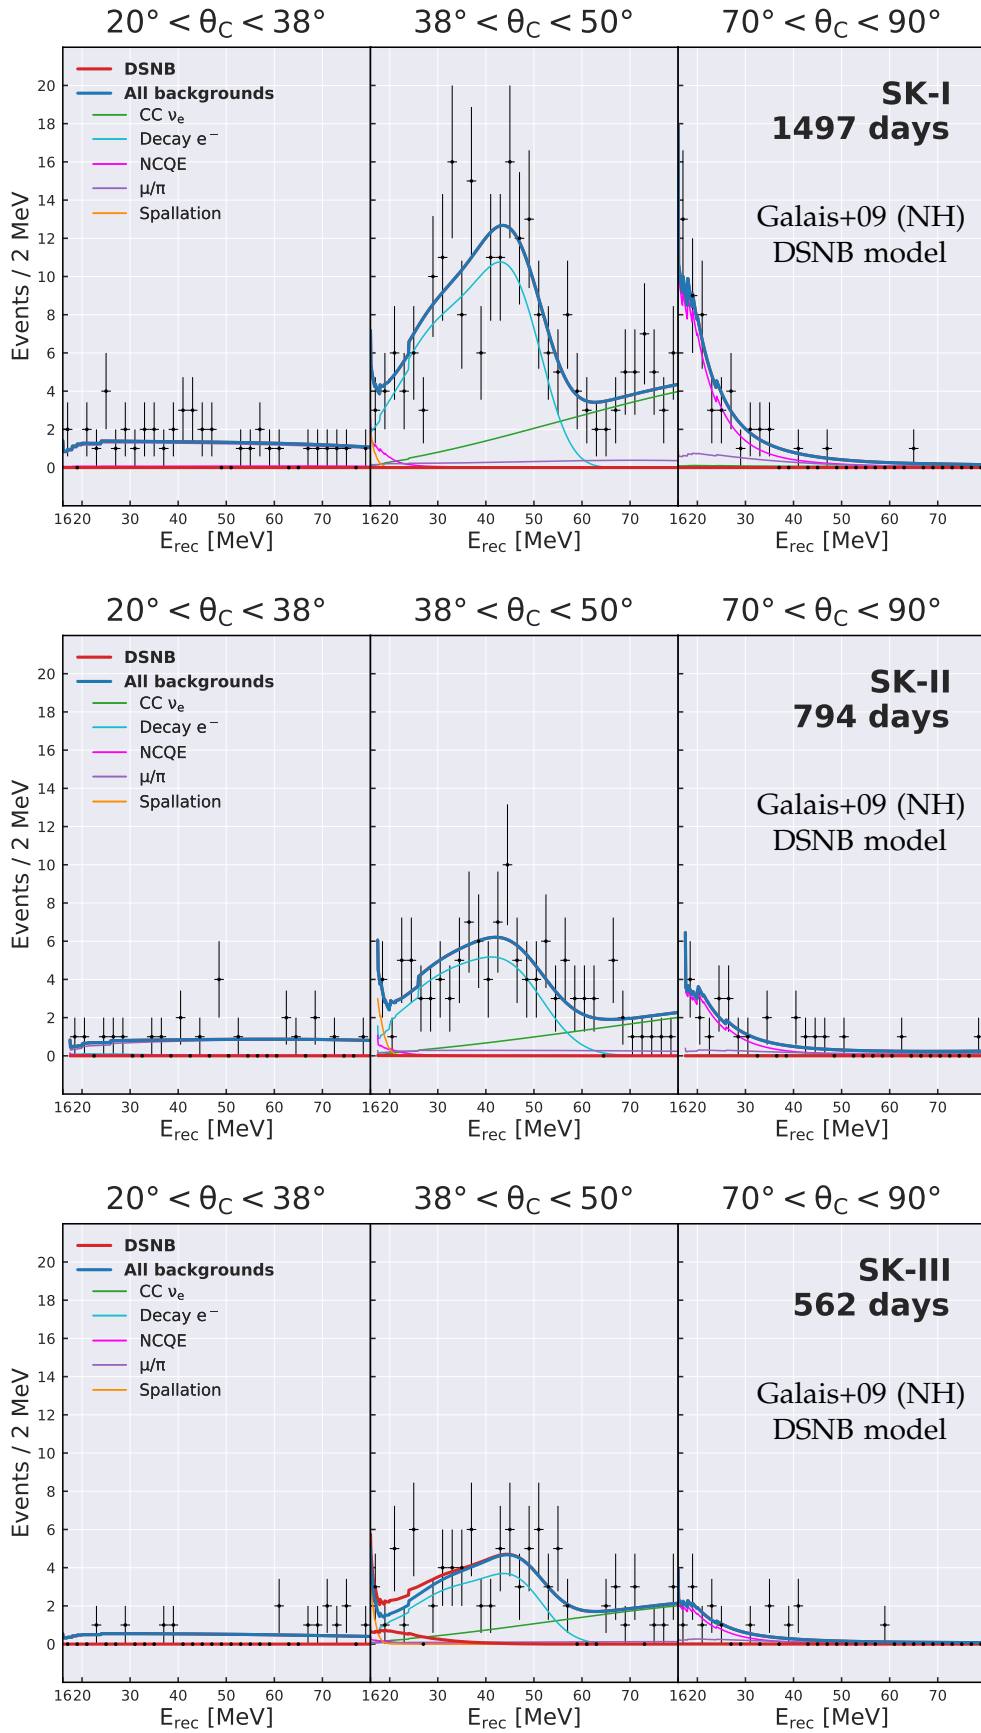 20° < θC < 38°
38° < θC < 50°
70° < θC < 90°
DSNB
All backgrounds
CC νe
Decay e−
NCQE
μ/π
Spallation
SK-I
1497 days
Galais+09 (NH)
DSNB model
Events / 2 MeV
20
18
16
14
12
10
8
6
4
2
0
1620 30 40 50 60 70
1620 30 40 50 60 70
1620 30 40 50 60 70
Erec [MeV]
Erec [MeV]
Erec [MeV]
20° < θC < 38°
38° < θC < 50°
70° < θC < 90°
DSNB
All backgrounds
CC νe
Decay e−
NCQE
μ/π
Spallation
SK-II
794 days
Galais+09 (NH)
DSNB model
Events / 2 MeV
20
18
16
14
12
10
8
6
4
2
0
1620 30 40 50 60 70
1620 30 40 50 60 70
1620 30 40 50 60 70
Erec [MeV]
Erec [MeV]
Erec [MeV]
20° < θC < 38°
38° < θC < 50°
70° < θC < 90°
DSNB
All backgrounds
CC νe
Decay e−
NCQE
μ/π
Spallation
SK-III
562 days
Galais+09 (NH)
DSNB model
Events / 2 MeV
20
18
16
14
12
10
8
6
4
2
0
1620 30 40 50 60 70
1620 30 40 50 60 70
1620 30 40 50 60 70
Erec [MeV]
Erec [MeV]
Erec [MeV]